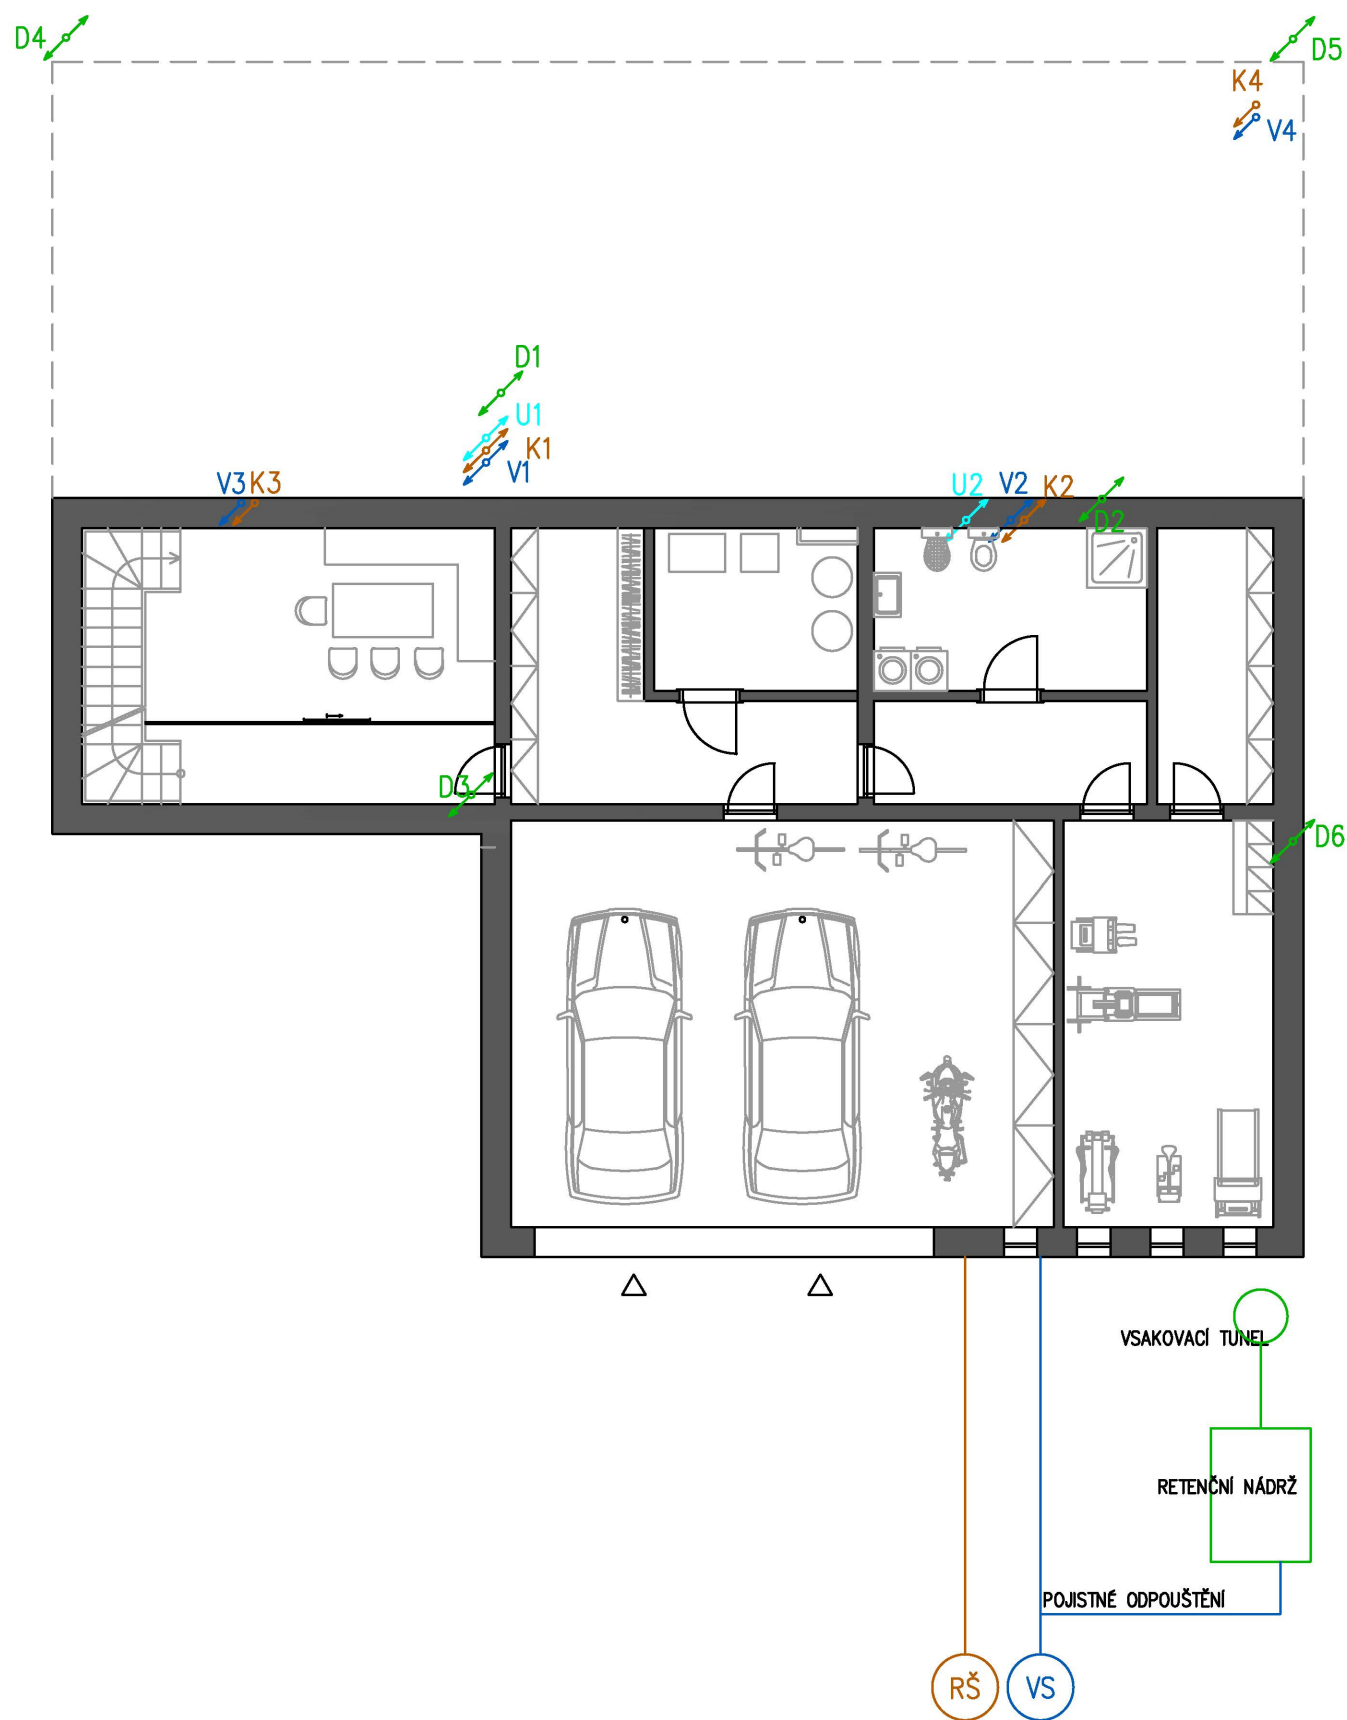 D4
D5
K4
V4
D1
U1
K1
V1
V3 K3
U2 V2 K2
D2
D3
D6
VSAKOVACÍ TUNEL
RETENČNÍ NÁDRŽ
POJISTNÉ ODPOUŠTĚNÍ
RŠ VS